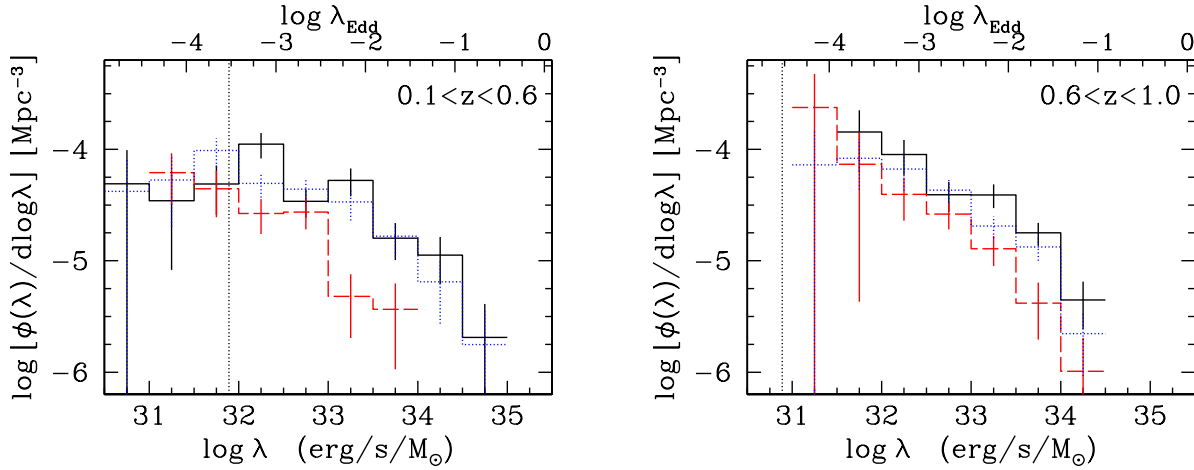 log λ_Edd
−4 −3 −2 −1 0
log [φ(λ)/dlogλ] [Mpc⁻³]
0.1<z<0.6
−4
−5
−6
31 32 33 34 35
log λ (erg/s/M⊙)
log λ_Edd
−4 −3 −2 −1 0
log [φ(λ)/dlogλ] [Mpc⁻³]
0.6<z<1.0
−4
−5
−6
31 32 33 34 35
log λ (erg/s/M⊙)